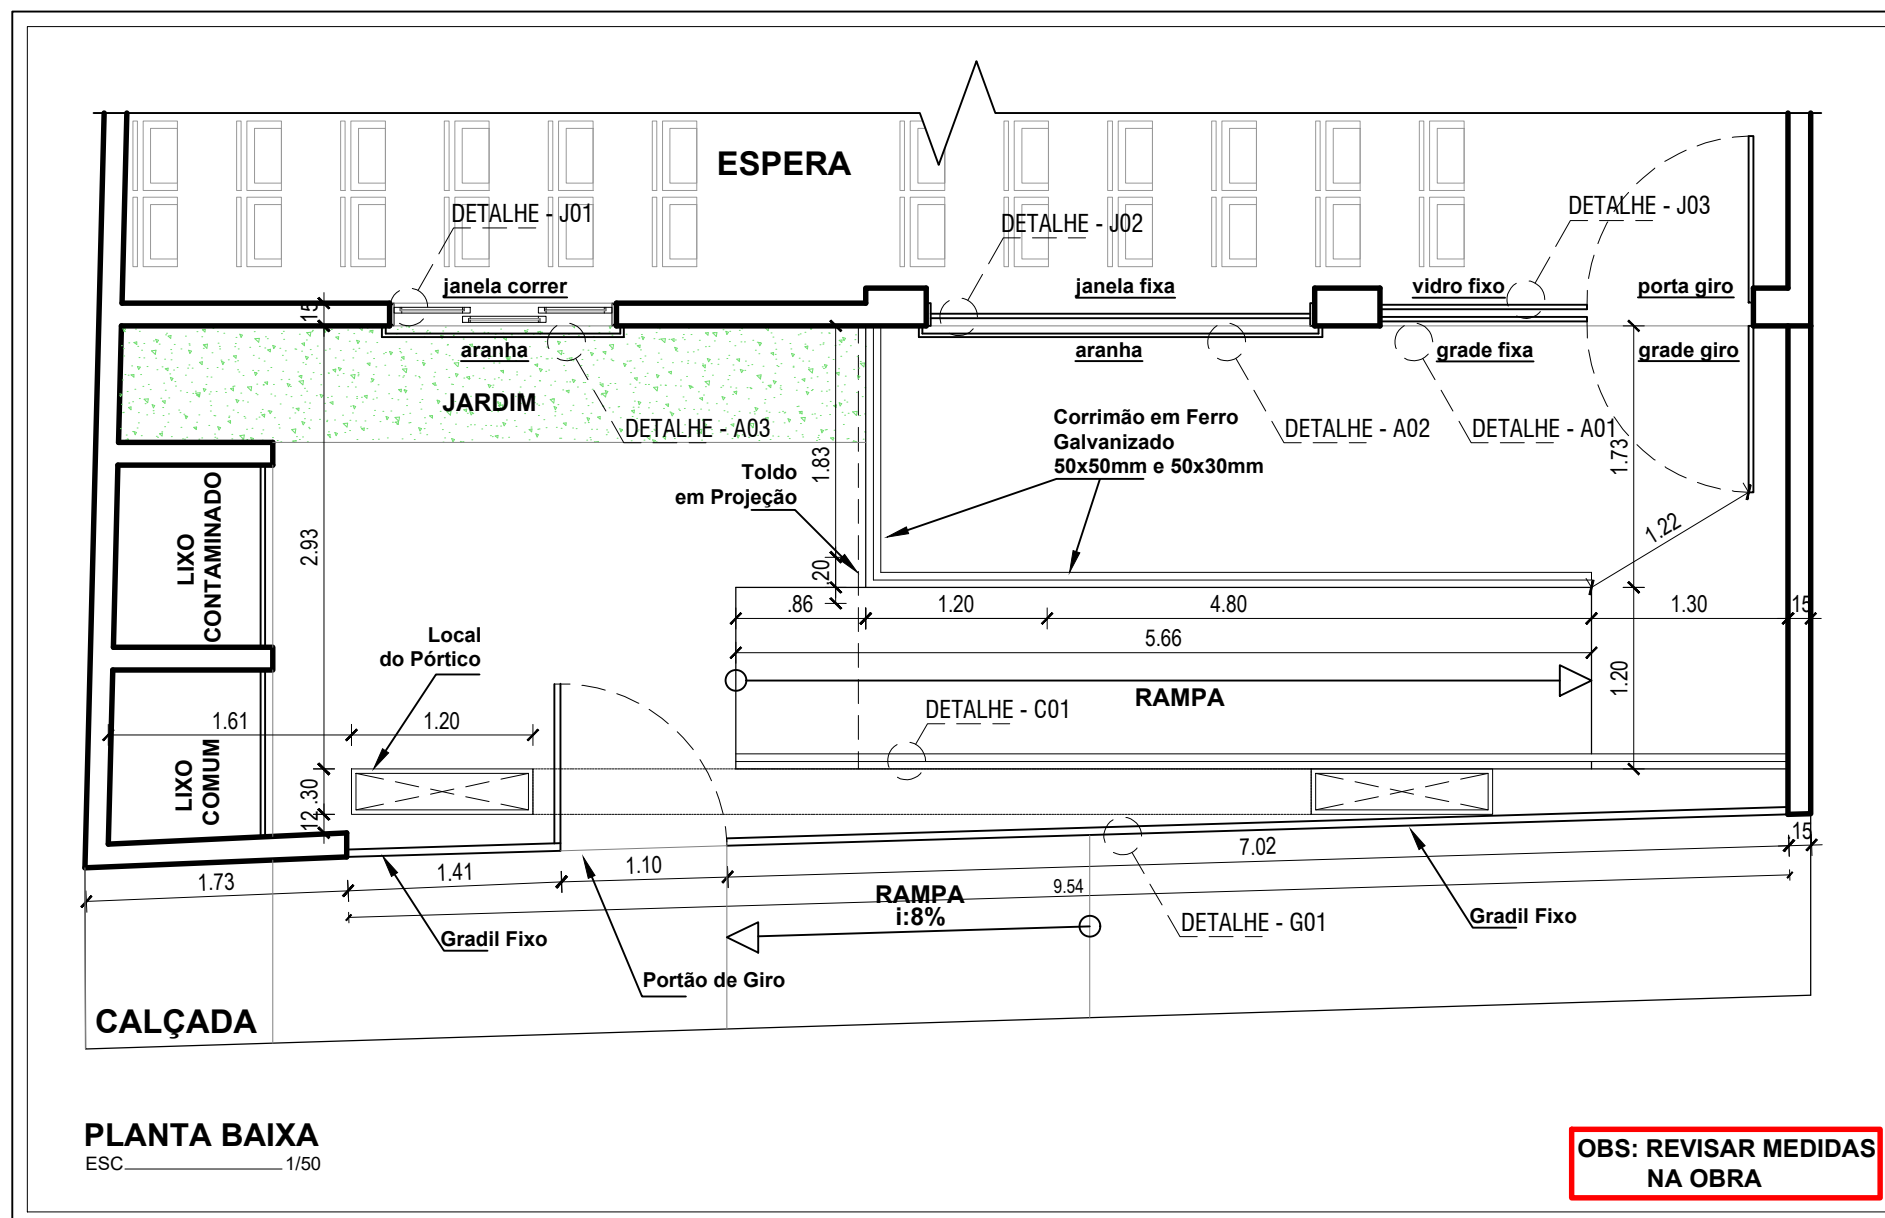 ESPERA
DETALHE - J01
DETALHE - J02
DETALHE - J03
janela correr
janela fixa
vidro fixo
porta giro
15
aranha
aranha
grade fixa
grade giro
JARDIM
DETALHE - A03
DETALHE - A02
DETALHE - A01
Corrimão em Ferro
Galvanizado
50x50mm e 50x30mm
1.83
1.73
Toldo
em Projeção
LIXO
CONTAMINADO
2.93
1.22
.20
.86
1.20
4.80
1.30
15
5.66
Local
do Pórtico
RAMPA
1.20
DETALHE - C01
1.61
1.20
LIXO
COMUM
.30
12
7.02
15
1.73
1.41
1.10
9.54
RAMPA
i:8%
Gradil Fixo
DETALHE - G01
Gradil Fixo
Portão de Giro
CALÇADA
PLANTA BAIXA
ESC 1/50
OBS: REVISAR MEDIDAS
NA OBRA